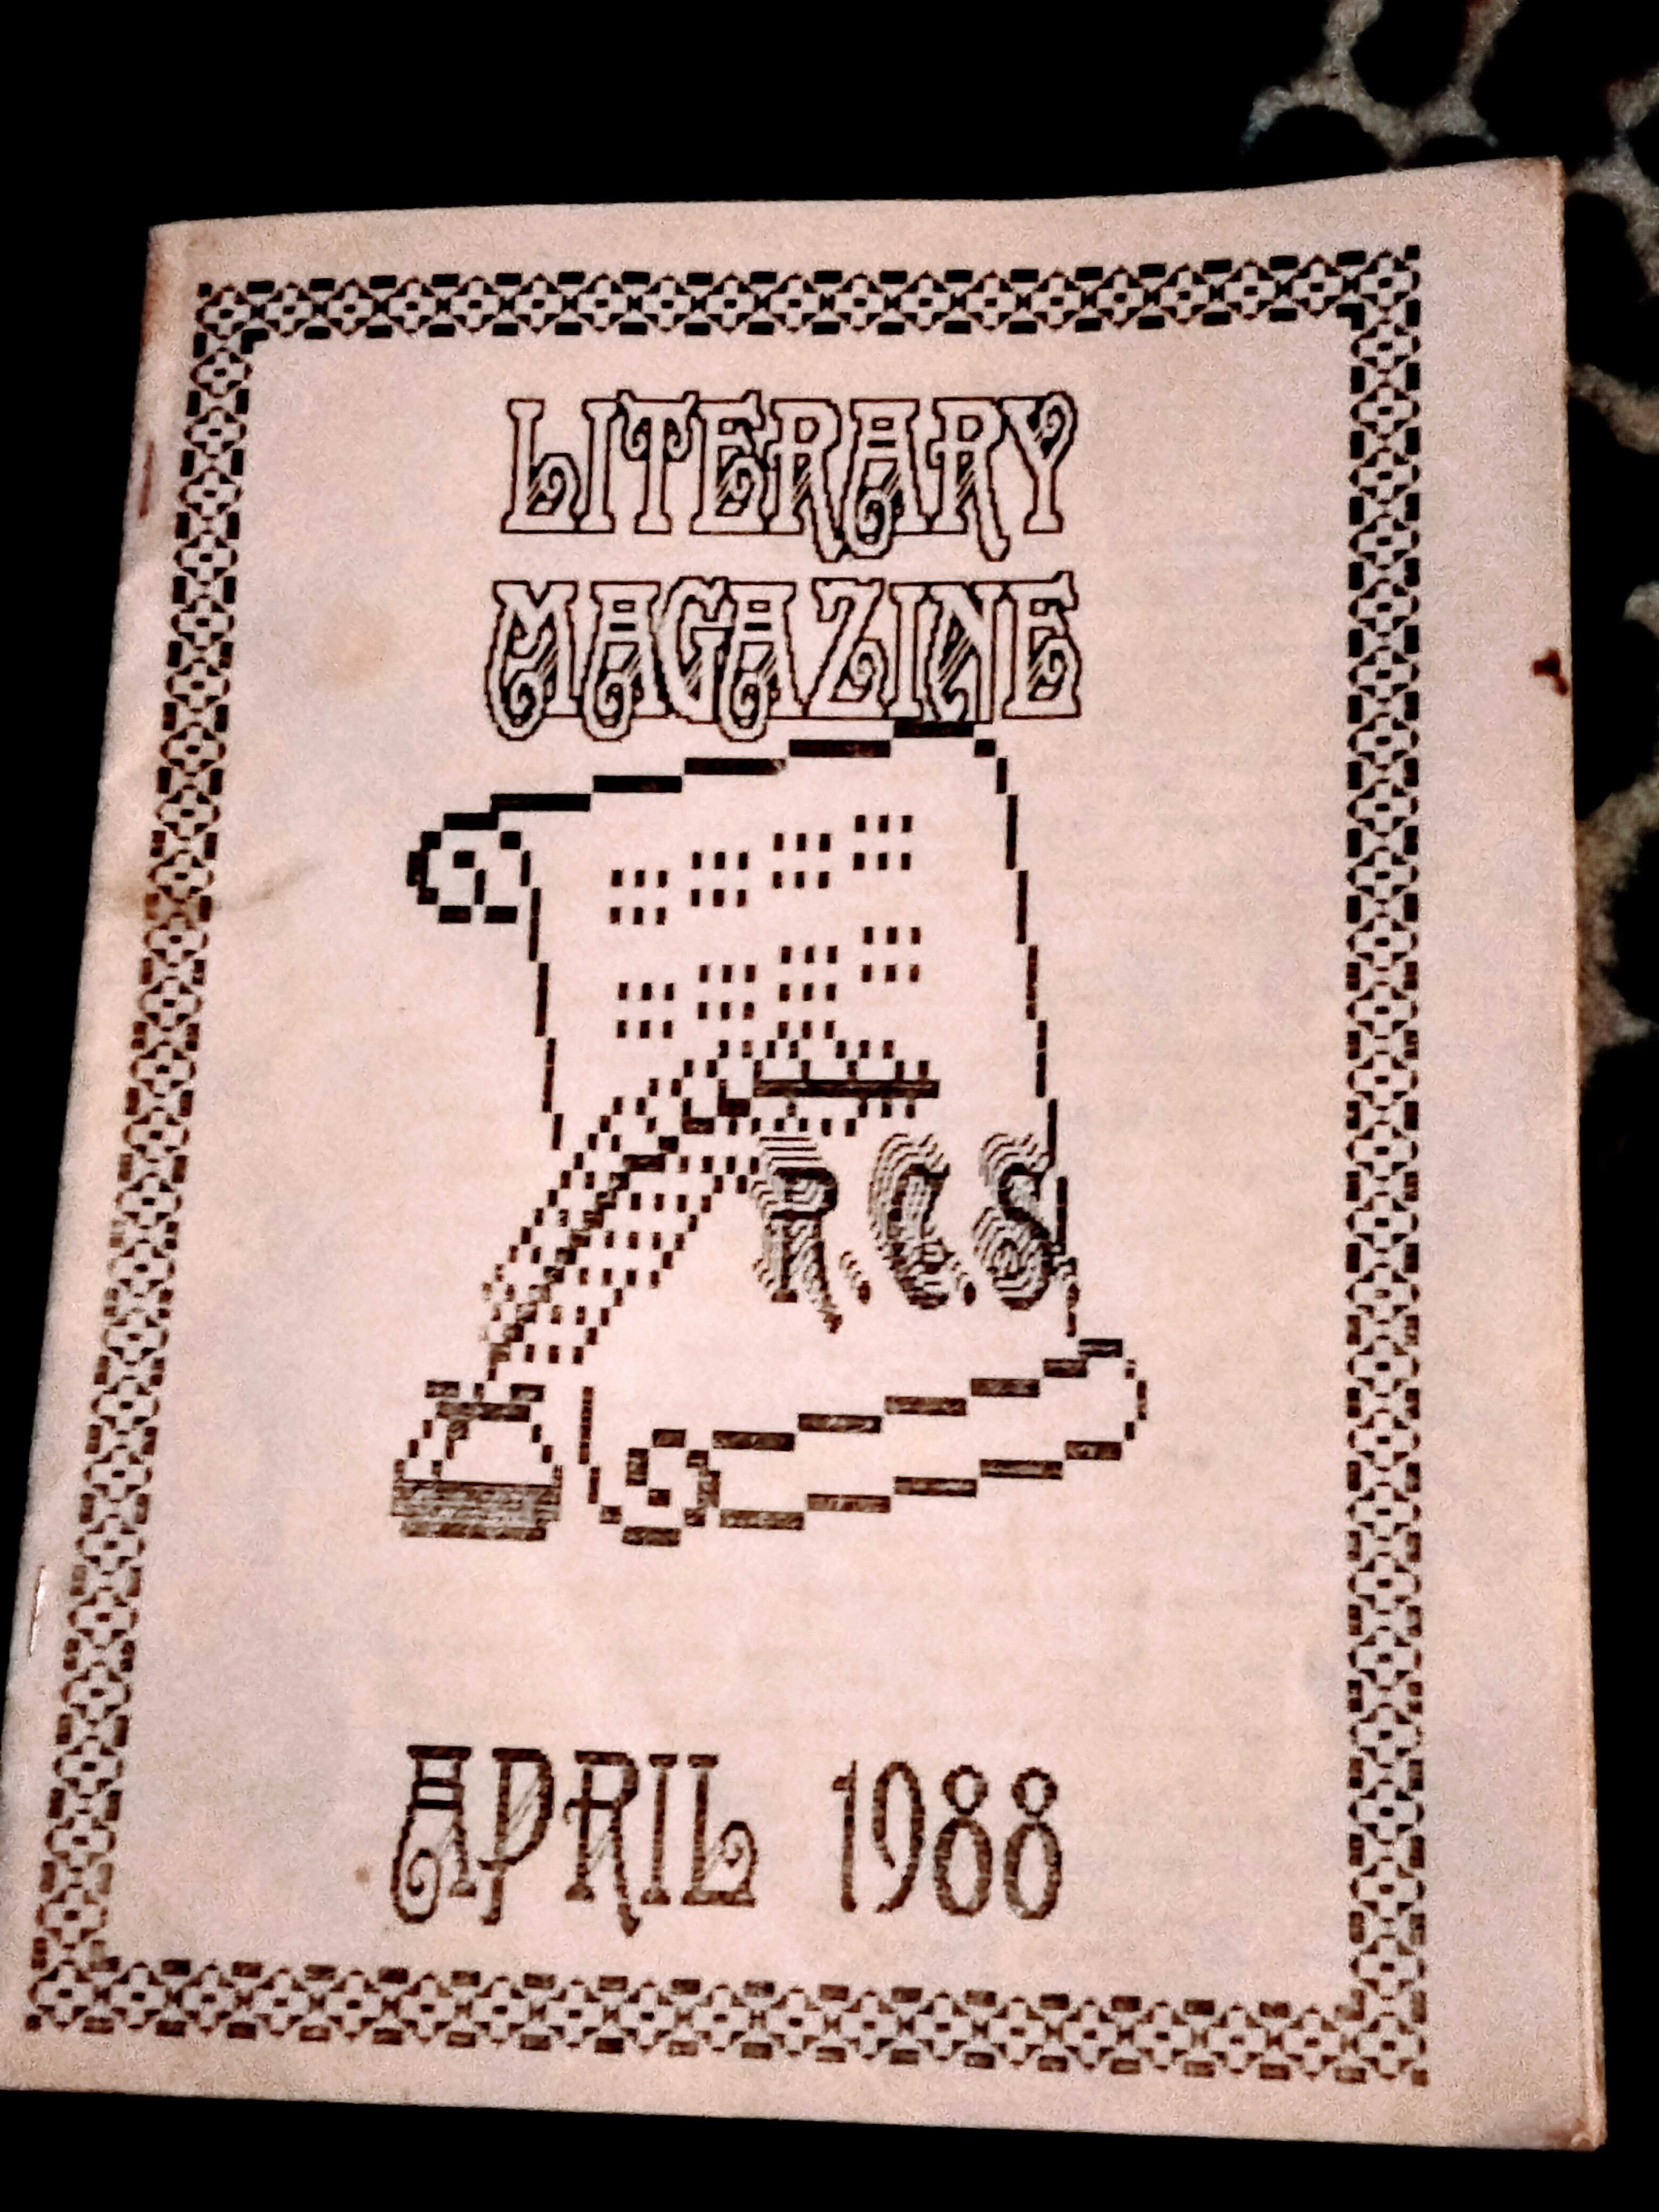 LITERARY
MAGAZINE
R.C.S
APRIL 1988